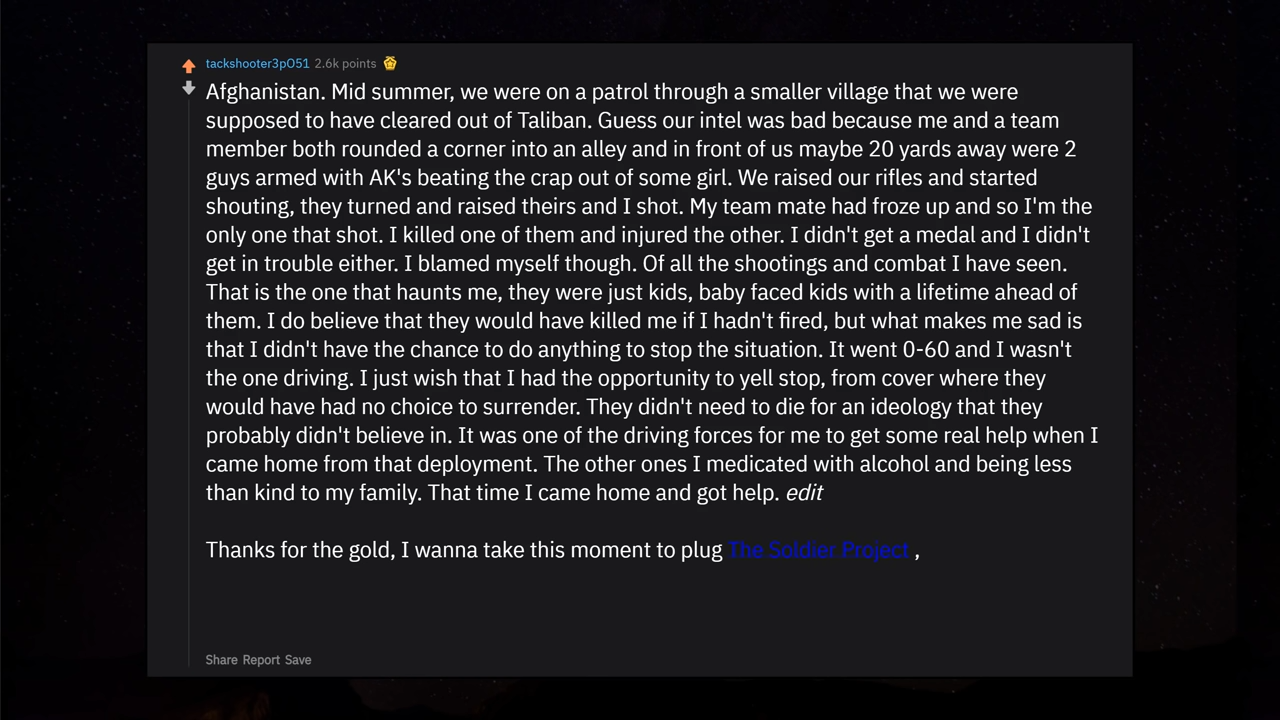 tackshooter3p051 2.6k points
Afghanistan. Mid summer, we were on a patrol through a smaller village that we were
supposed to have cleared out of Taliban. Guess our intel was bad because me and a team
member both rounded a corner into an alley and in front of us maybe 20 yards away were 2
guys armed with AK's beating the crap out of some girl. We raised our rifles and started
shouting, they turned and raised theirs and I shot. My team mate had froze up and so I'm the
only one that shot. I killed one of them and injured the other. I didn't get a medal and I didn't
get in trouble either. I blamed myself though. Of all the shootings and combat I have seen.
That is the one that haunts me, they were just kids, baby faced kids with a lifetime ahead of
them. I do believe that they would have killed me if I hadn't fired, but what makes me sad is
that I didn't have the chance to do anything to stop the situation. It went 0-60 and I wasn't
the one driving. I just wish that I had the opportunity to yell stop, from cover where they
would have had no choice to surrender. They didn't need to die for an ideology that they
probably didn't believe in. It was one of the driving forces for me to get some real help when I
came home from that deployment. The other ones I medicated with alcohol and being less
than kind to my family. That time I came home and got help. edit
Thanks for the gold, I wanna take this moment to plug The Soldier Project ,
Share Report Save